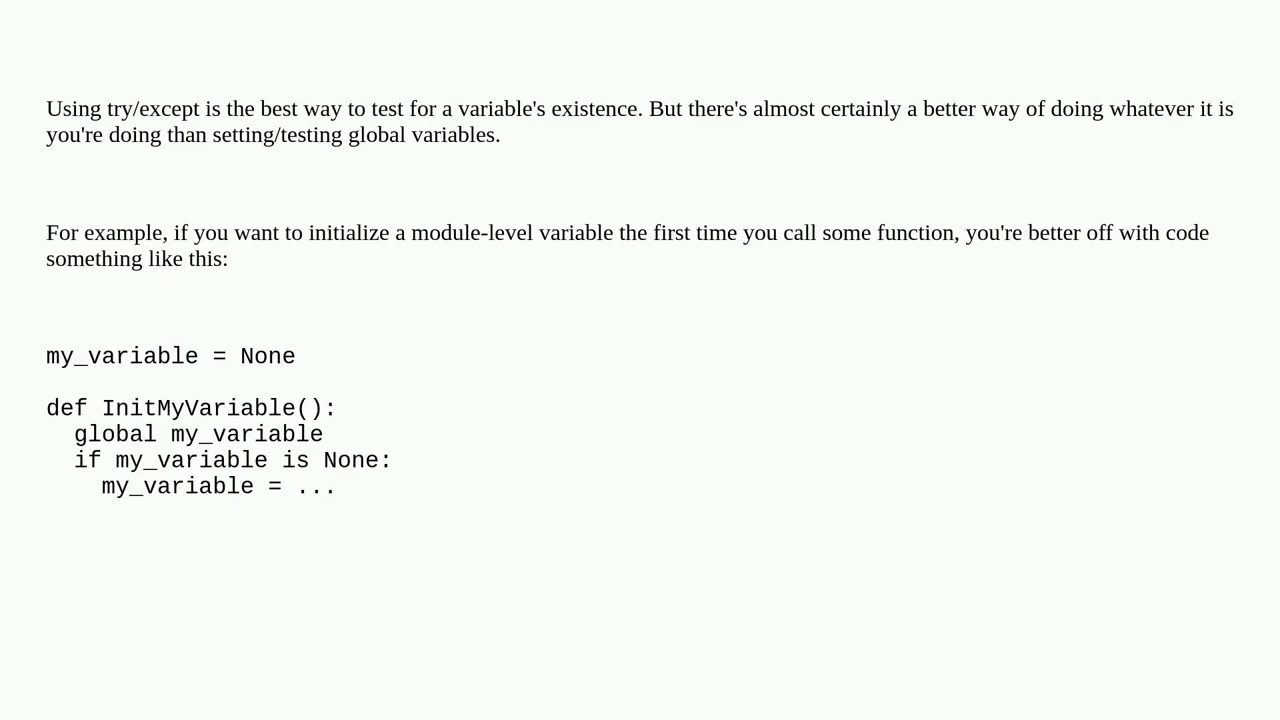 Using try/except is the best way to test for a variable's existence. But there's almost certainly a better way of doing whatever it is
you're doing than setting/testing global variables.
For example, if you want to initialize a module-level variable the first time you call some function, you're better off with code
something like this:
my_variable = None
def InitMyVariable():
  global my_variable
  if my_variable is None:
    my_variable = ...